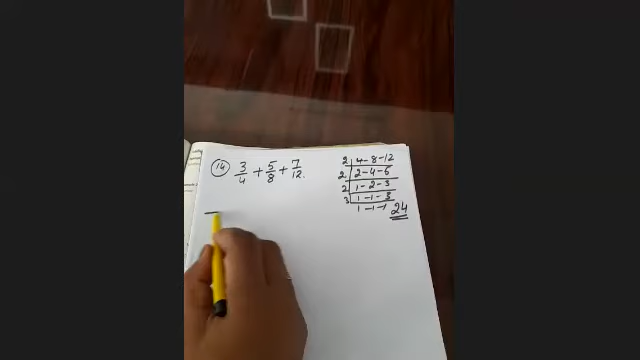 14 3/4 + 5/8 + 7/12.
2 | 4 - 8 - 12
2 | 2 - 4 - 6
2 | 1 - 2 - 3
3 | 1 - 1 - 3
1 - 1 - 1 24